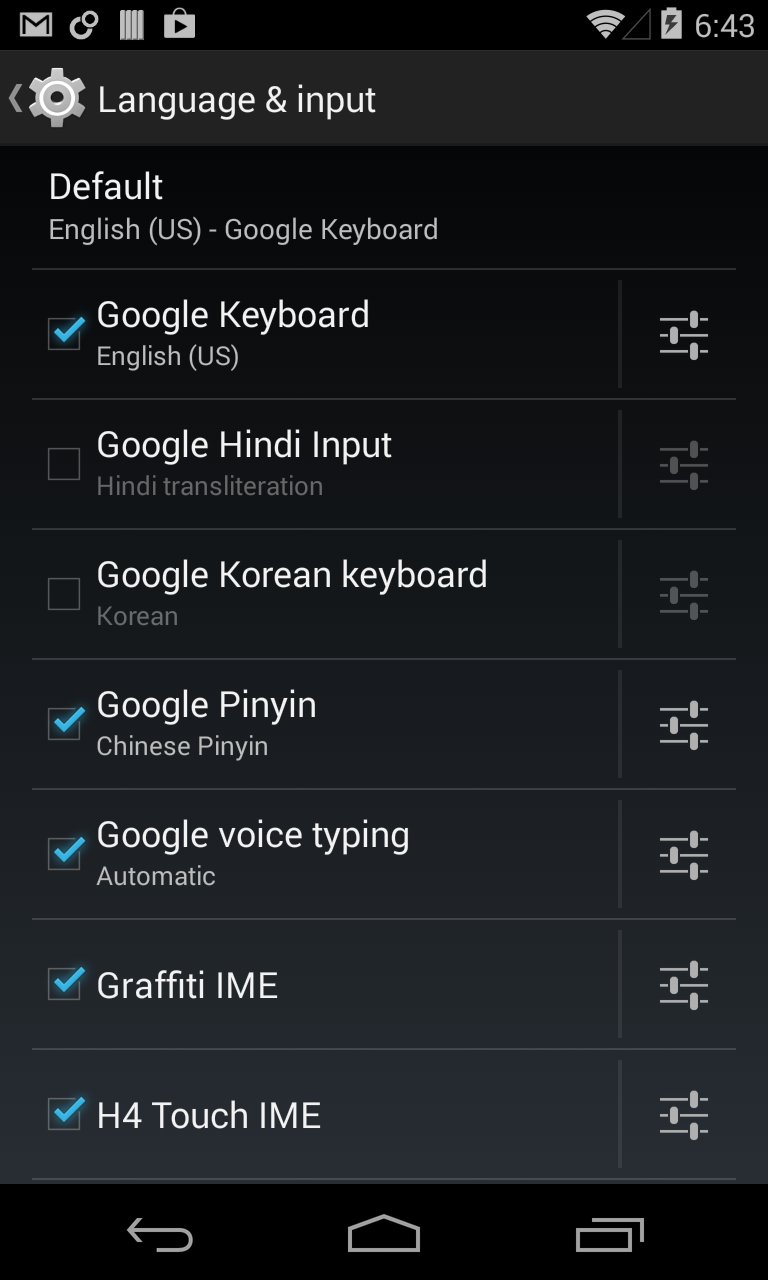 6:43
Language & input
Default
English (US) - Google Keyboard
Google Keyboard
English (US)
Google Hindi Input
Hindi transliteration
Google Korean keyboard
Korean
Google Pinyin
Chinese Pinyin
Google voice typing
Automatic
Graffiti IME
H4 Touch IME